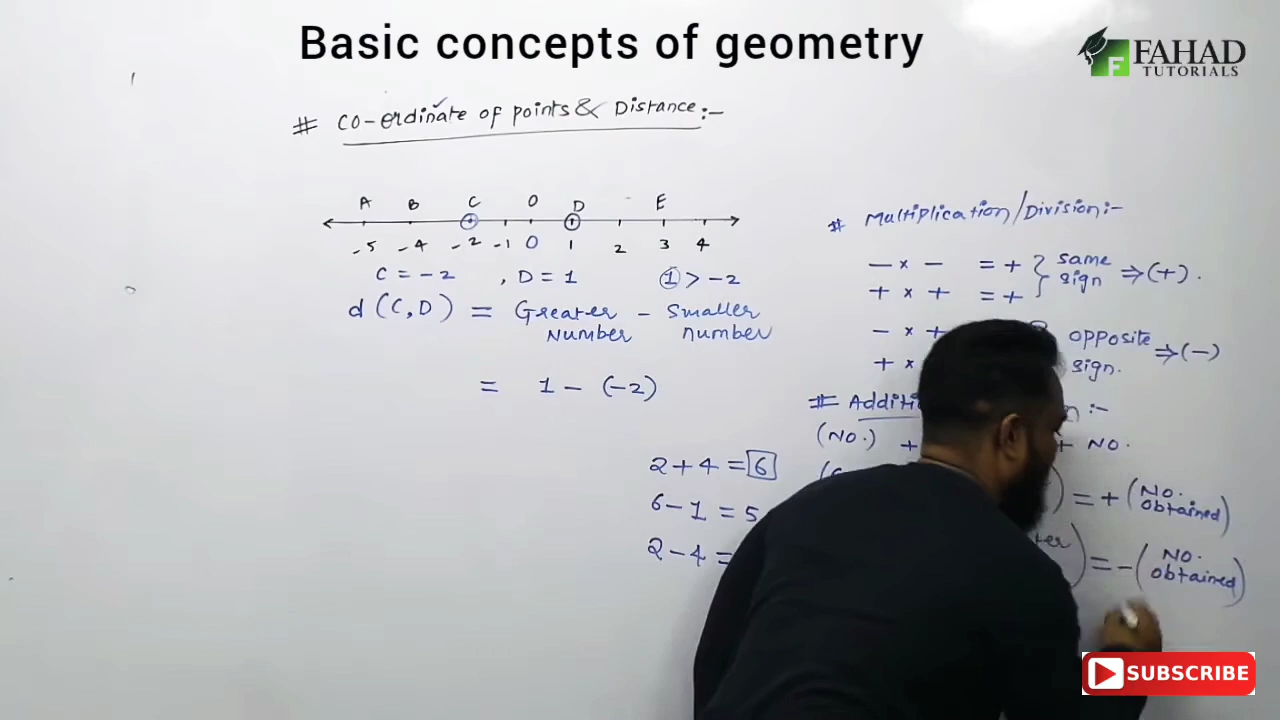 Basic concepts of geometry
FAHAD
TUTORIALS
# CO-erdinate of points & Distance :-
A B C O D E
-5 -4 -2 -1 0 1 2 3 4
C = -2 , D = 1 1 > -2
d (C, D) = Greater Number - Smaller number
= 1 - (-2)
2 + 4 = 6
6 - 1 = 5
2 - 4 =
# Multiplication/Division :-
- × - = +
+ × + = +
same sign ⇒ (+).
- × +
+ ×
opposite sign. ⇒ (-)
# Additi :-
(NO.) + + NO.
) = + (NO. obtained)
) = - (NO. obtained)
SUBSCRIBE